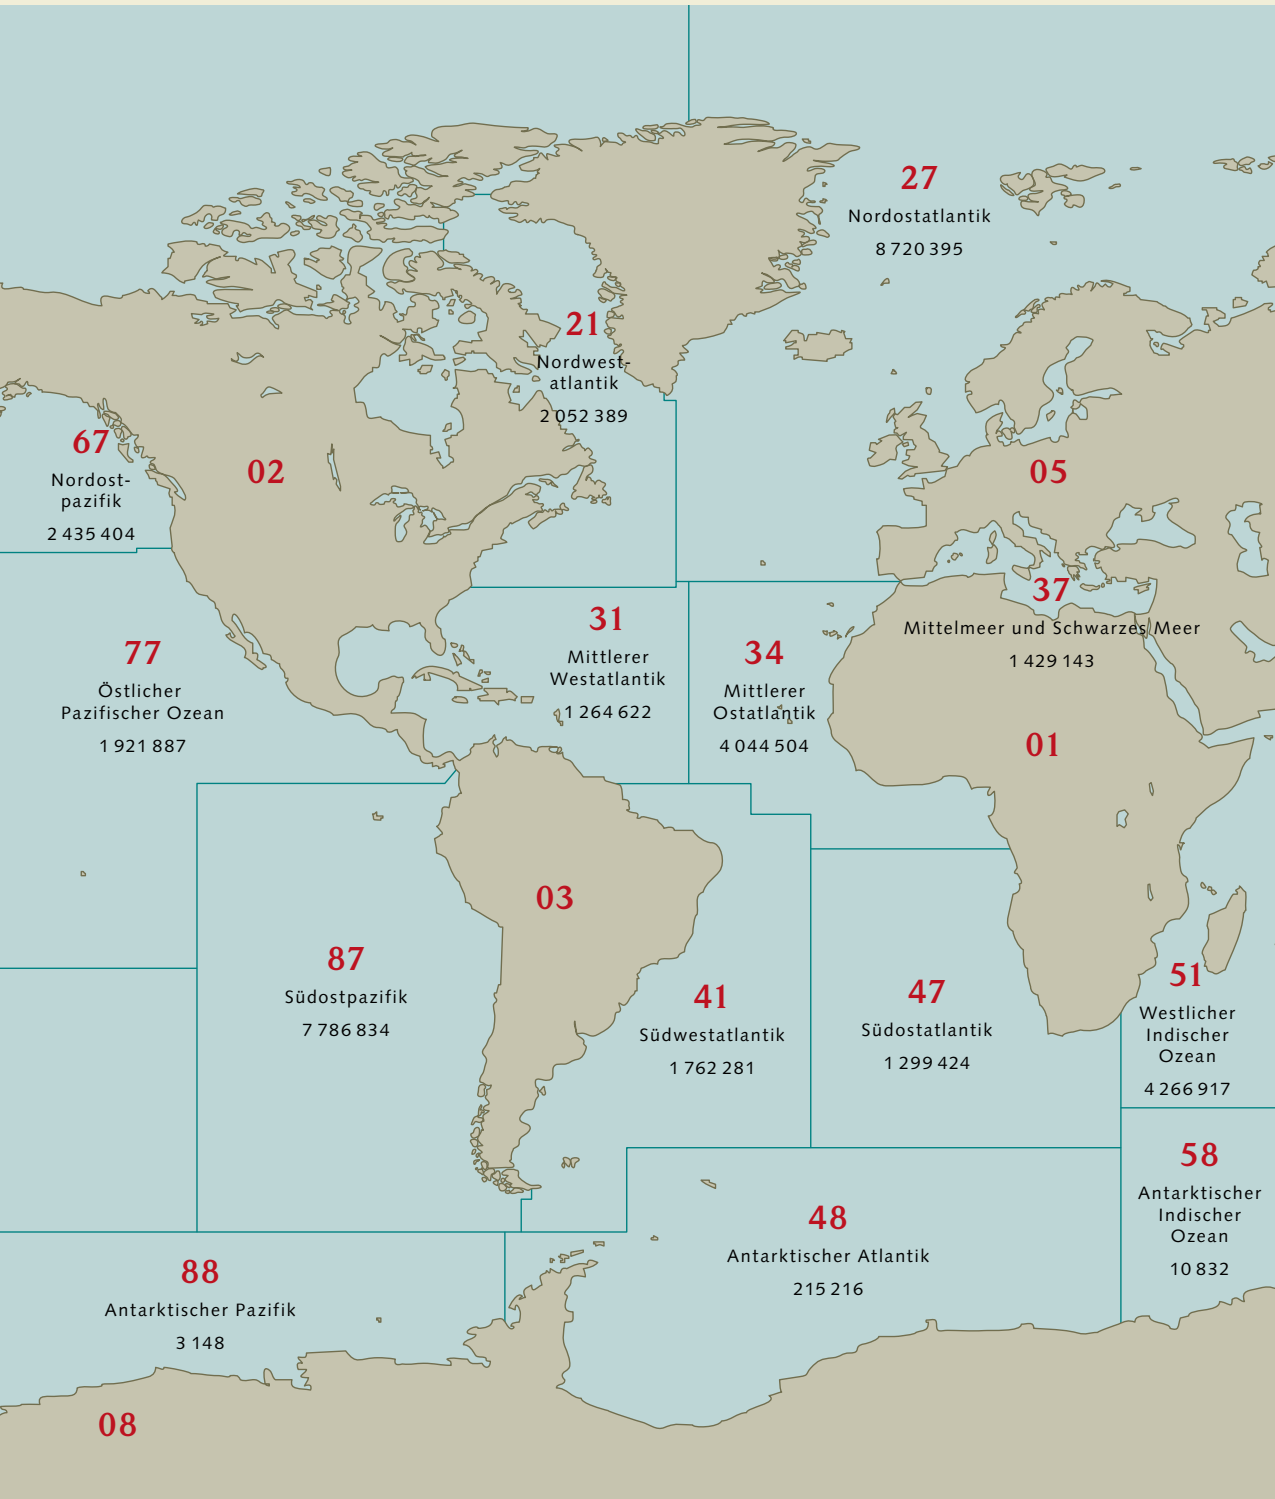 27
Nordostatlantik
8 720 395
21
Nordwest-
atlantik
2 052 389
67
Nordost-
pazifik
2 435 404
02
05
37
Mittelmeer und Schwarzes Meer
1 429 143
31
Mittlerer
Westatlantik
1 264 622
34
Mittlerer
Ostatlantik
4 044 504
77
Östlicher
Pazifischer Ozean
1 921 887
01
03
87
Südostpazifik
7 786 834
41
Südwestatlantik
1 762 281
47
Südostatlantik
1 299 424
51
Westlicher
Indischer
Ozean
4 266 917
58
Antarktischer
Indischer
Ozean
10 832
48
Antarktischer Atlantik
215 216
88
Antarktischer Pazifik
3 148
08